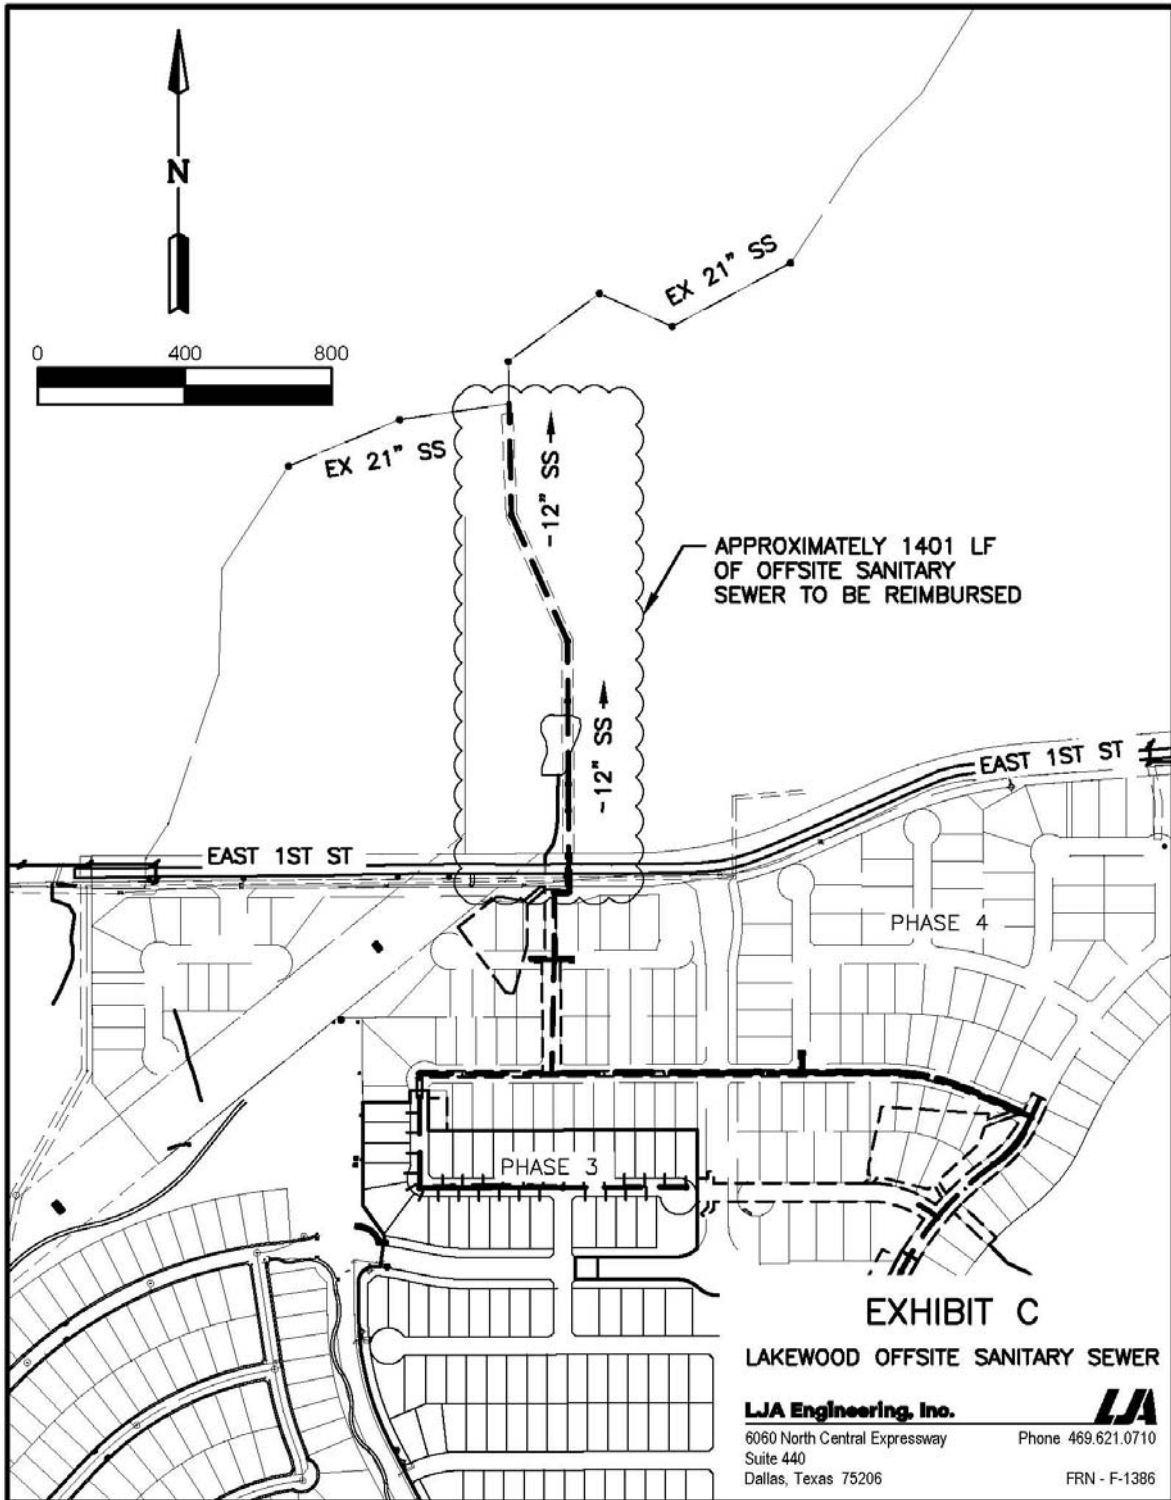 N
0 400 800
EX 21" SS
EX 21" SS
~12" SS
APPROXIMATELY 1401 LF
OF OFFSITE SANITARY
SEWER TO BE REIMBURSED
~12" SS
EAST 1ST ST
EAST 1ST ST
PHASE 4
PHASE 3
EXHIBIT C
LAKEWOOD OFFSITE SANITARY SEWER
LJA Engineering, Inc.
LJA
6060 North Central Expressway
Phone 469.621.0710
Suite 440
Dallas, Texas 75206
FRN - F-1386